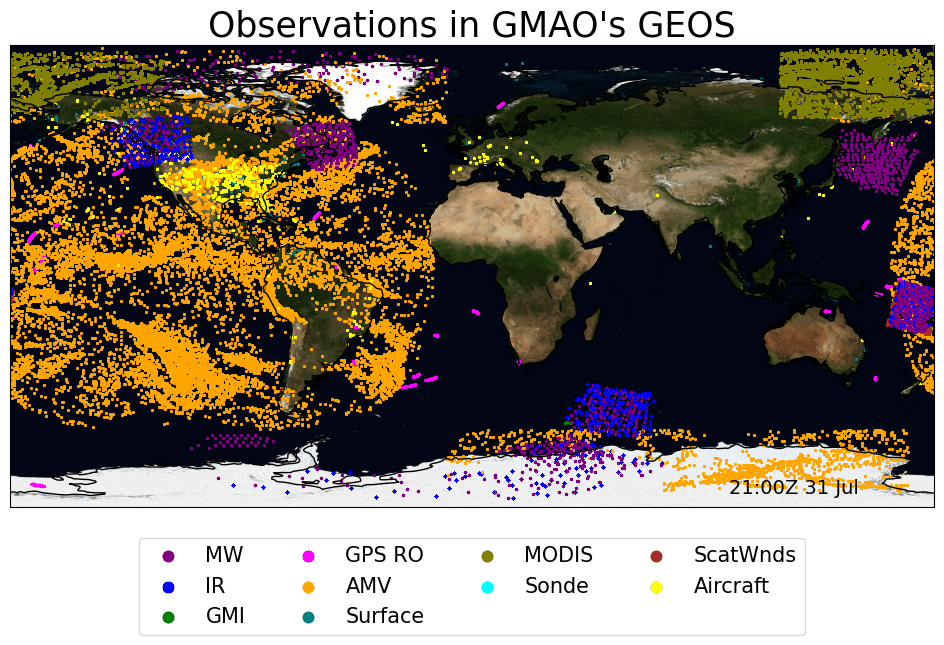 Observations in GMAO's GEOS
21:00Z 31 Jul
MW
GPS RO
MODIS
ScatWnds
IR
AMV
Sonde
Aircraft
GMI
Surface